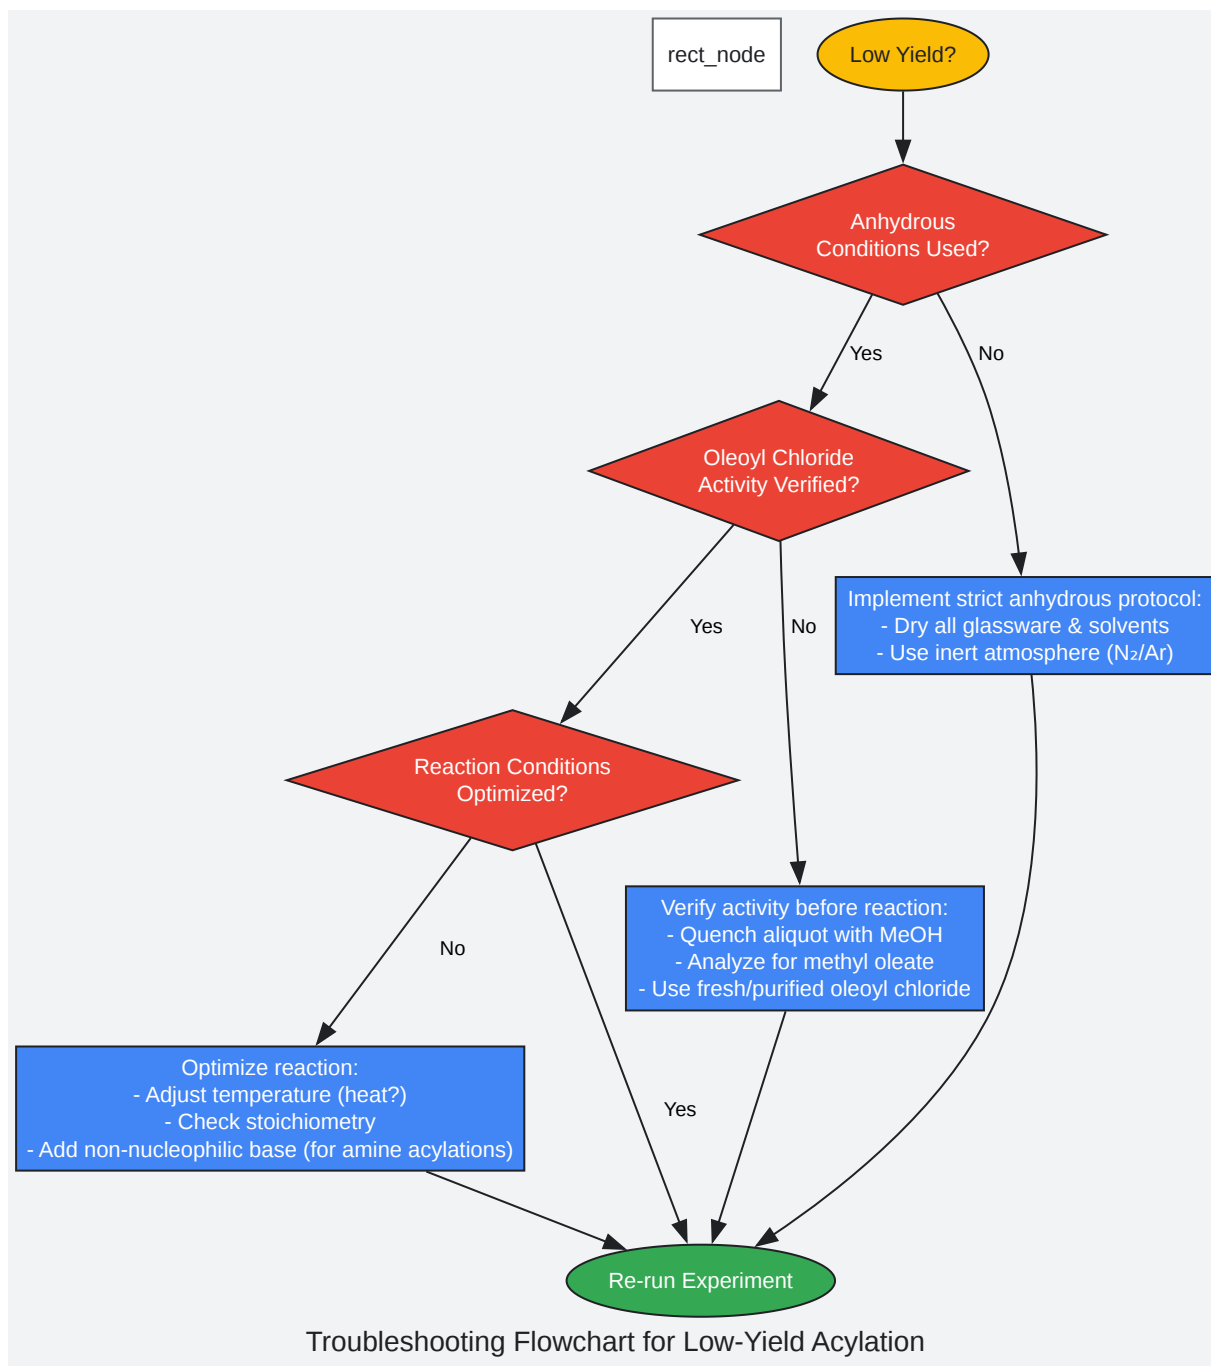 rect_node
Low Yield?
Anhydrous
Conditions Used?
Yes
No
Oleoyl Chloride
Activity Verified?
Implement strict anhydrous protocol:
- Dry all glassware & solvents
- Use inert atmosphere (N₂/Ar)
Yes
No
Reaction Conditions
Optimized?
Verify activity before reaction:
- Quench aliquot with MeOH
- Analyze for methyl oleate
- Use fresh/purified oleoyl chloride
No
Optimize reaction:
- Adjust temperature (heat?)
- Check stoichiometry
- Add non-nucleophilic base (for amine acylations)
Yes
Re-run Experiment
Troubleshooting Flowchart for Low-Yield Acylation